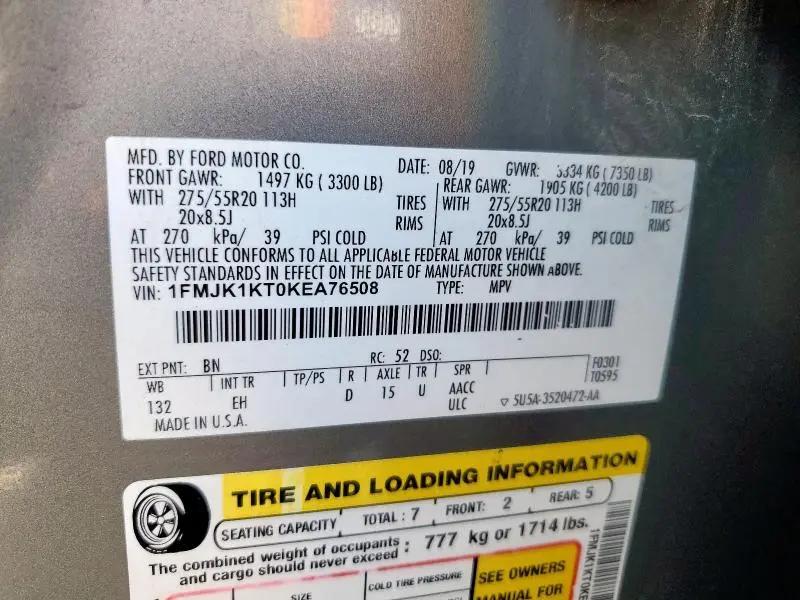 MFD. BY FORD MOTOR CO. DATE: 08/19 GVWR: 3334 KG (7350 LB)
FRONT GAWR: 1497 KG (3300 LB) REAR GAWR: 1905 KG (4200 LB)
WITH 275/55R20 113H TIRES WITH 275/55R20 113H TIRES
20x8.5J RIMS 20x8.5J RIMS
AT 270 kPa/ 39 PSI COLD AT 270 kPa/ 39 PSI COLD
THIS VEHICLE CONFORMS TO ALL APPLICABLE FEDERAL MOTOR VEHICLE
SAFETY STANDARDS IN EFFECT ON THE DATE OF MANUFACTURE SHOWN ABOVE.
VIN: 1FMJK1KT0KEA76508 TYPE: MPV
EXT PNT: BN RC: 52 DSO: F0301
WB INT TR TP/PS R AXLE TR SPR T0595
132 EH D 15 U AACC
ULC ▽ 5U5A-3520472-AA
MADE IN U.S.A.
TIRE AND LOADING INFORMATION
SEATING CAPACITY TOTAL: 7 FRONT: 2 REAR: 5
The combined weight of occupants and cargo should never exceed: 777 kg or 1714 lbs.
SIZE COLD TIRE PRESSURE SEE OWNERS
MANUAL FOR